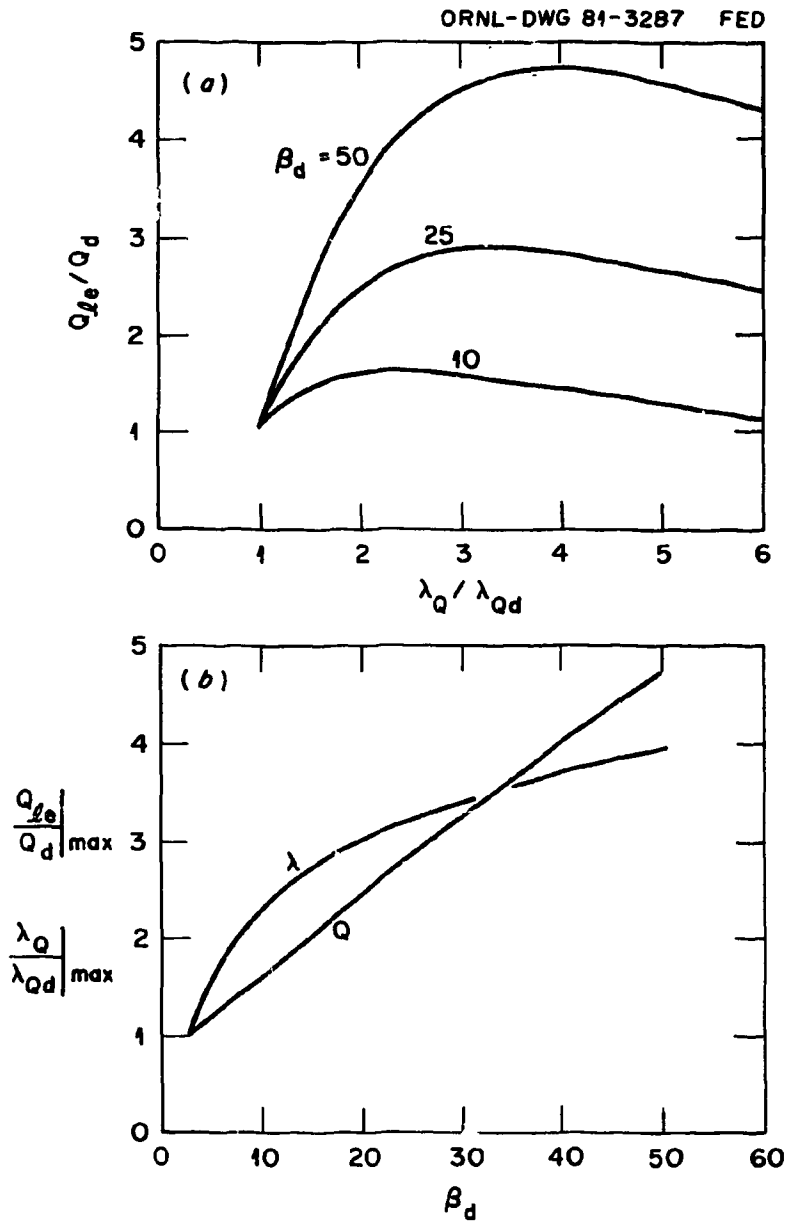 ORNL-DWG 81-3287 FED
(a)
5
4
3
2
1
0
β_d = 50
25
10
Q_ℓe / Q_d
0 1 2 3 4 5 6
λ_Q / λ_Qd
(b)
5
4
3
2
1
0
Q_ℓe / Q_d | max
λ_Q / λ_Qd | max
λ
Q
0 10 20 30 40 50 60
β_d